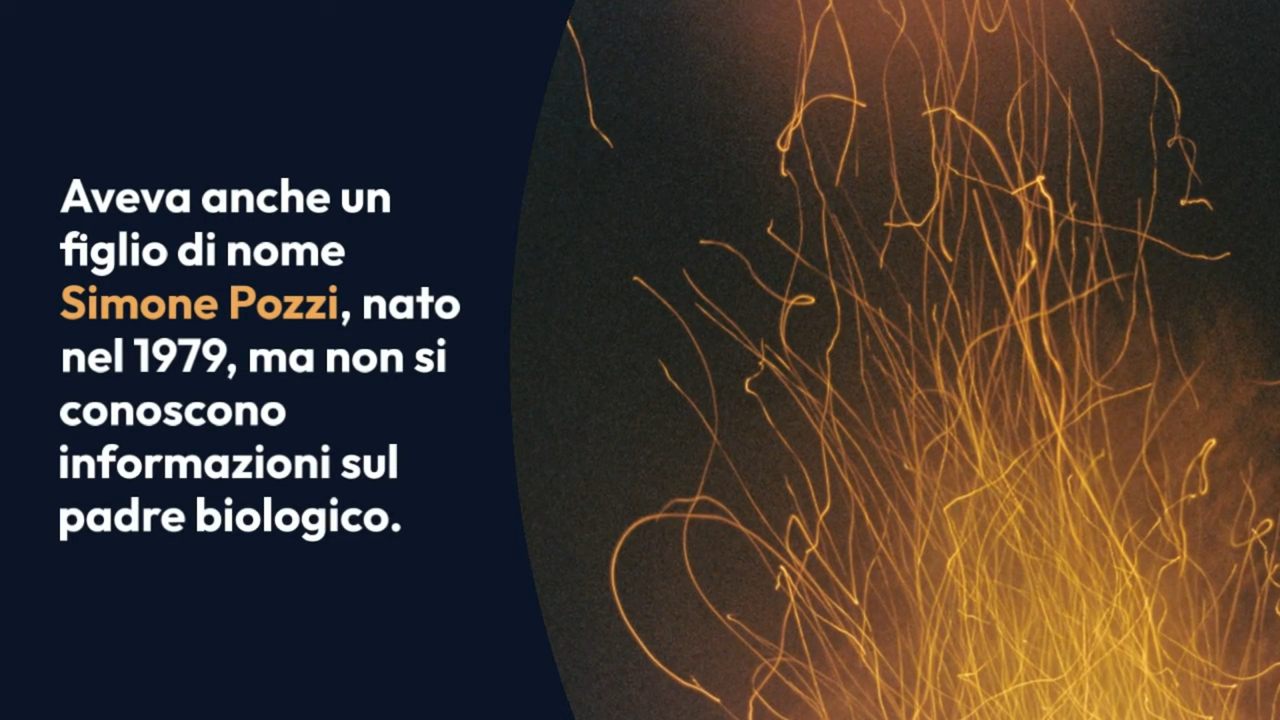 Aveva anche un
figlio di nome
Simone Pozzi, nato
nel 1979, ma non si
conoscono
informazioni sul
padre biologico.